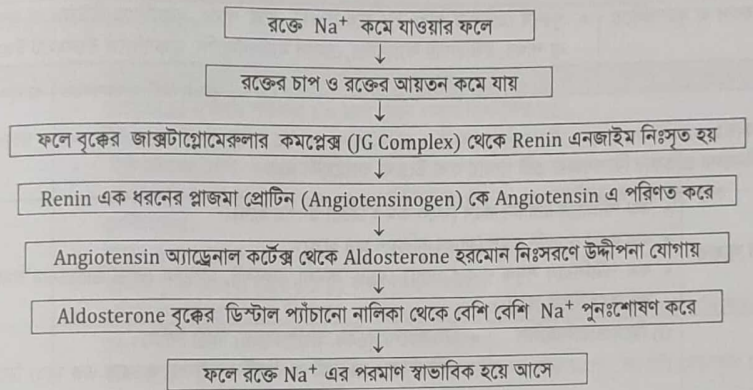 রক্তে Na⁺ কমে যাওয়ার ফলে
↓
রক্তের চাপ ও রক্তের আয়তন কমে যায়
↓
ফলে বৃক্কের জাক্সটাগ্লোমেরুলার কমপ্লেক্স (JG Complex) থেকে Renin এনজাইম নিঃসৃত হয়
↓
Renin এক ধরনের প্লাজমা প্রোটিন (Angiotensinogen) কে Angiotensin এ পরিণত করে
↓
Angiotensin অ্যাড্রেনাল কর্টেক্স থেকে Aldosterone হরমোন নিঃসরণে উদ্দীপনা যোগায়
↓
Aldosterone বৃক্কের ডিস্টাল প্যাঁচানো নালিকা থেকে বেশি বেশি Na⁺ পুনঃশোষণ করে
↓
ফলে রক্তে Na⁺ এর পরমাণ স্বাভাবিক হয়ে আসে